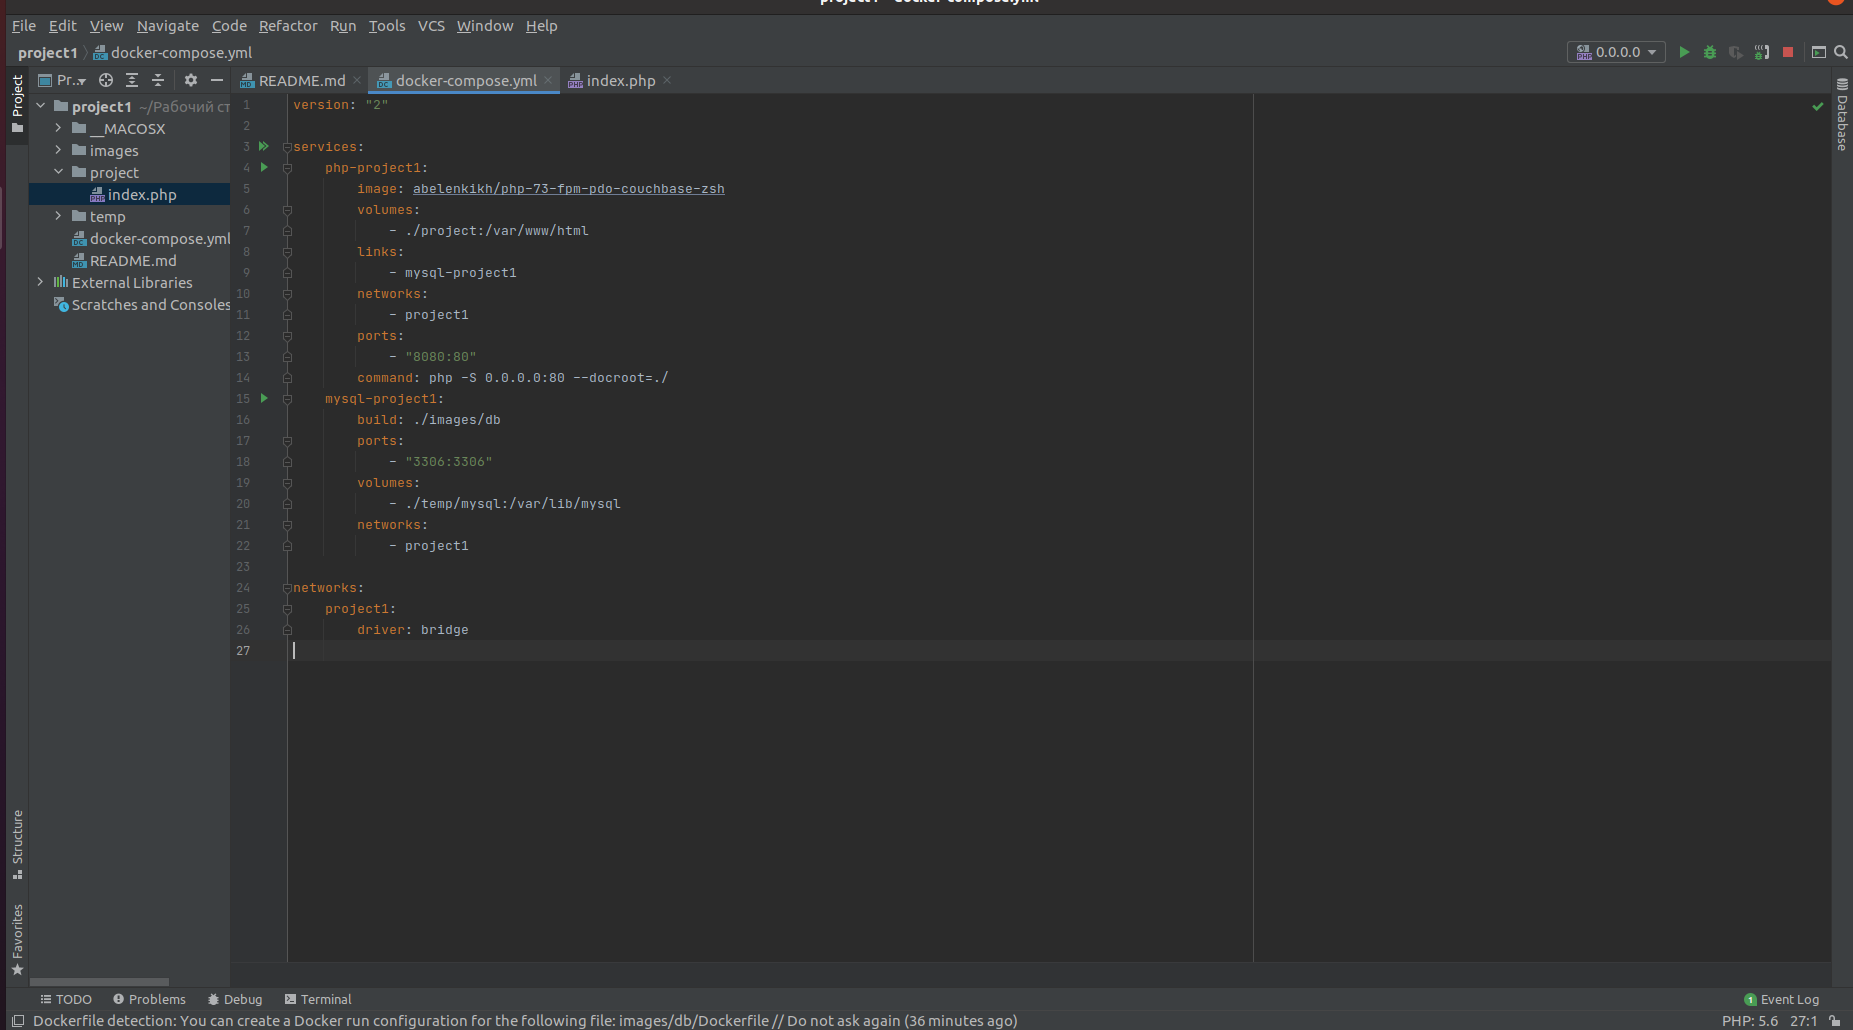 File Edit View Navigate Code Refactor Run Tools VCS Window Help
project1 docker-compose.yml 0.0.0.0
Project
Pr..
README.md docker-compose.yml index.php
project1 ~/Рабочий ст
__MACOSX
images
project
index.php
temp
docker-compose.yml
README.md
External Libraries
Scratches and Consoles
1 version: "2"
2
3 services:
4 php-project1:
5 image: abelenkikh/php-73-fpm-pdo-couchbase-zsh
6 volumes:
7 - ./project:/var/www/html
8 links:
9 - mysql-project1
10 networks:
11 - project1
12 ports:
13 - "8080:80"
14 command: php -S 0.0.0.0:80 --docroot=./
15 mysql-project1:
16 build: ./images/db
17 ports:
18 - "3306:3306"
19 volumes:
20 - ./temp/mysql:/var/lib/mysql
21 networks:
22 - project1
23
24 networks:
25 project1:
26 driver: bridge
27
Database
Structure
Favorites
TODO Problems Debug Terminal 1 Event Log
Dockerfile detection: You can create a Docker run configuration for the following file: images/db/Dockerfile // Do not ask again (36 minutes ago) PHP: 5.6 27:1